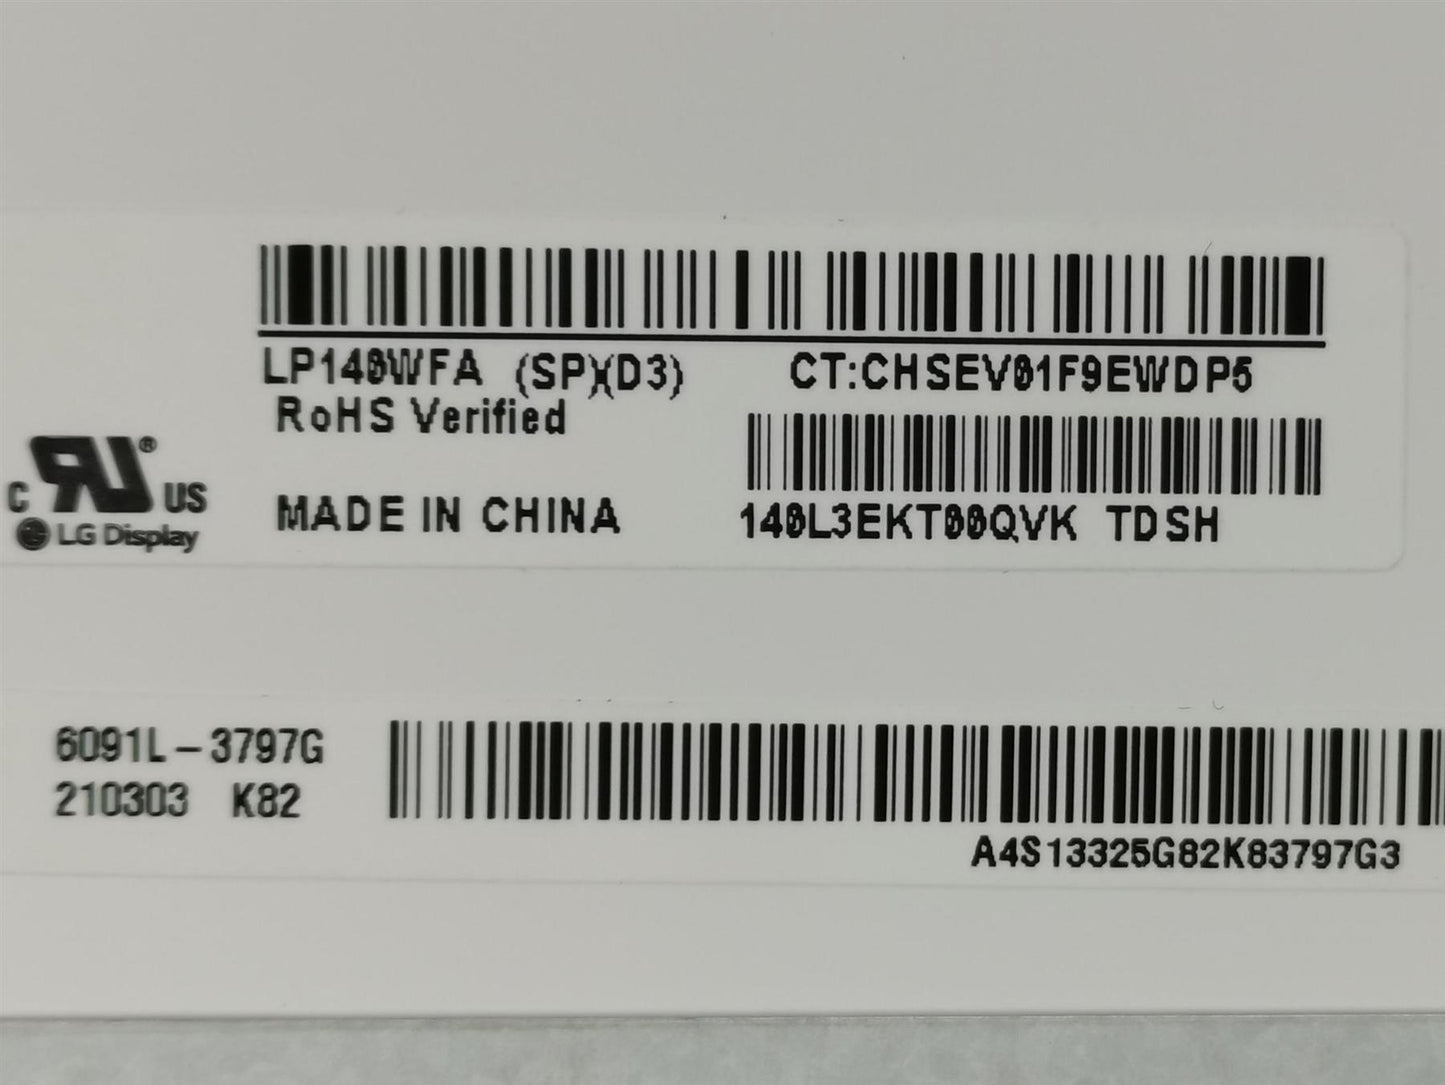 LP140WFA (SP)(D3) CT:CHSEV01F9EWDP5
RoHS Verified
C RU ® US
LG Display
MADE IN CHINA 140L3EKT00QVK TDSH
6091L-3797G
210303 K82
A4S13325G82K83797G3